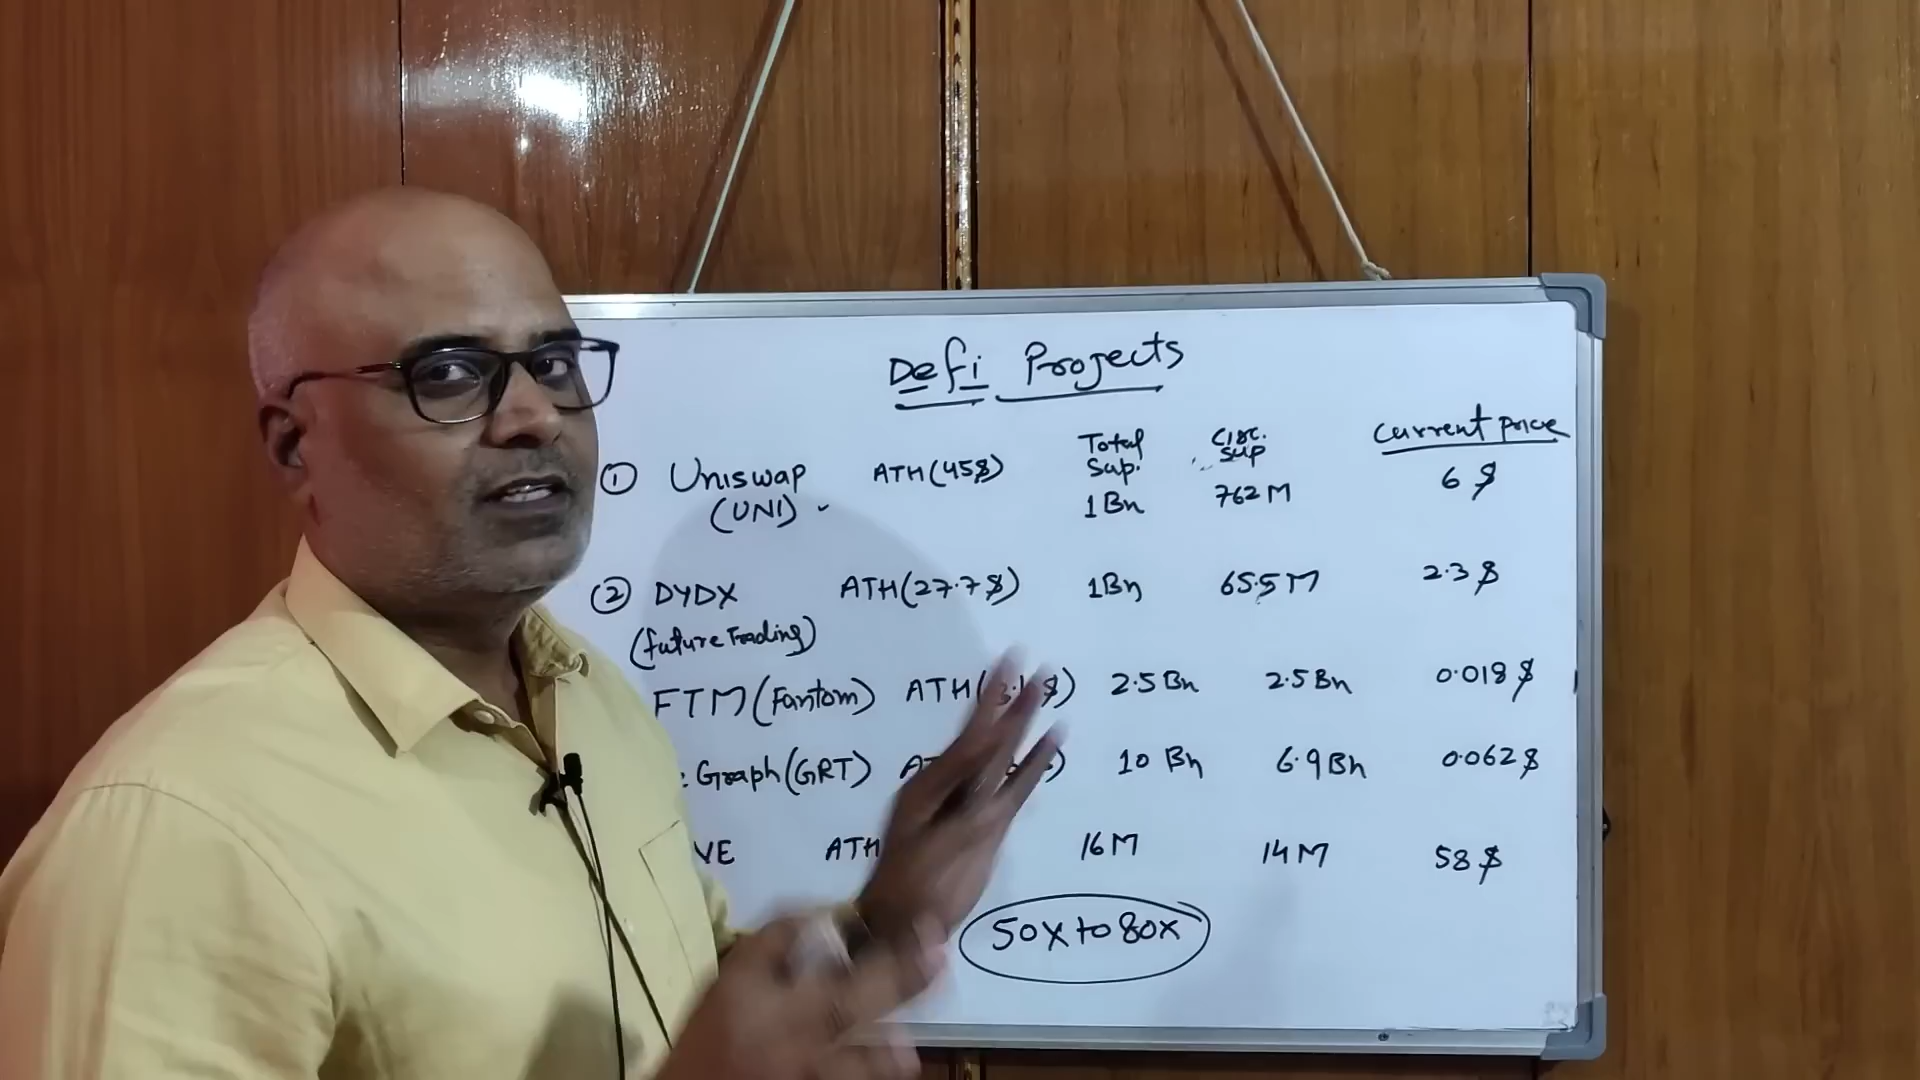 Defi Projects
Total Sup. Circ. Sup Current price
① Uniswap ATH(45$) 1Bn 762M 6$
(UNI)
② DYDX ATH(27.7$) 1Bn 65.5M 2.3$
(future Trading)
FTM(Fantom) ATH( $) 2.5Bn 2.5Bn 0.018$
Graph(GRT) 10 Bn 6.9Bn 0.062$
VE ATH 16M 14M 58$
50x to 80x